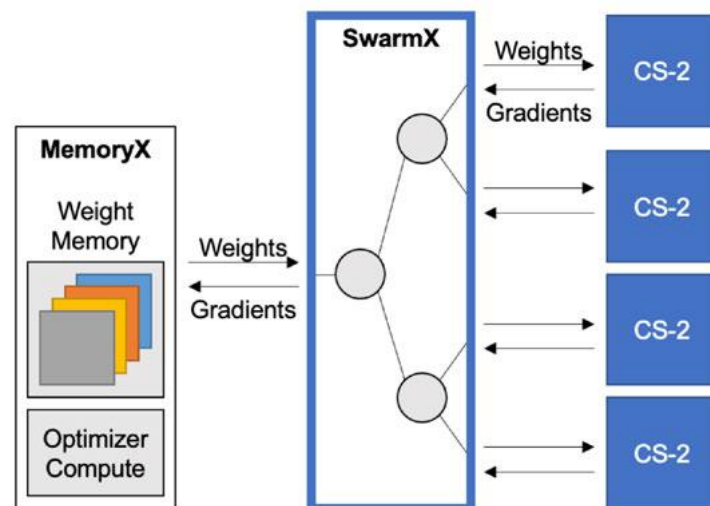 MemoryX
Weight
Memory
Optimizer
Compute
Weights
Gradients
SwarmX
Weights
Gradients
CS-2
CS-2
CS-2
CS-2